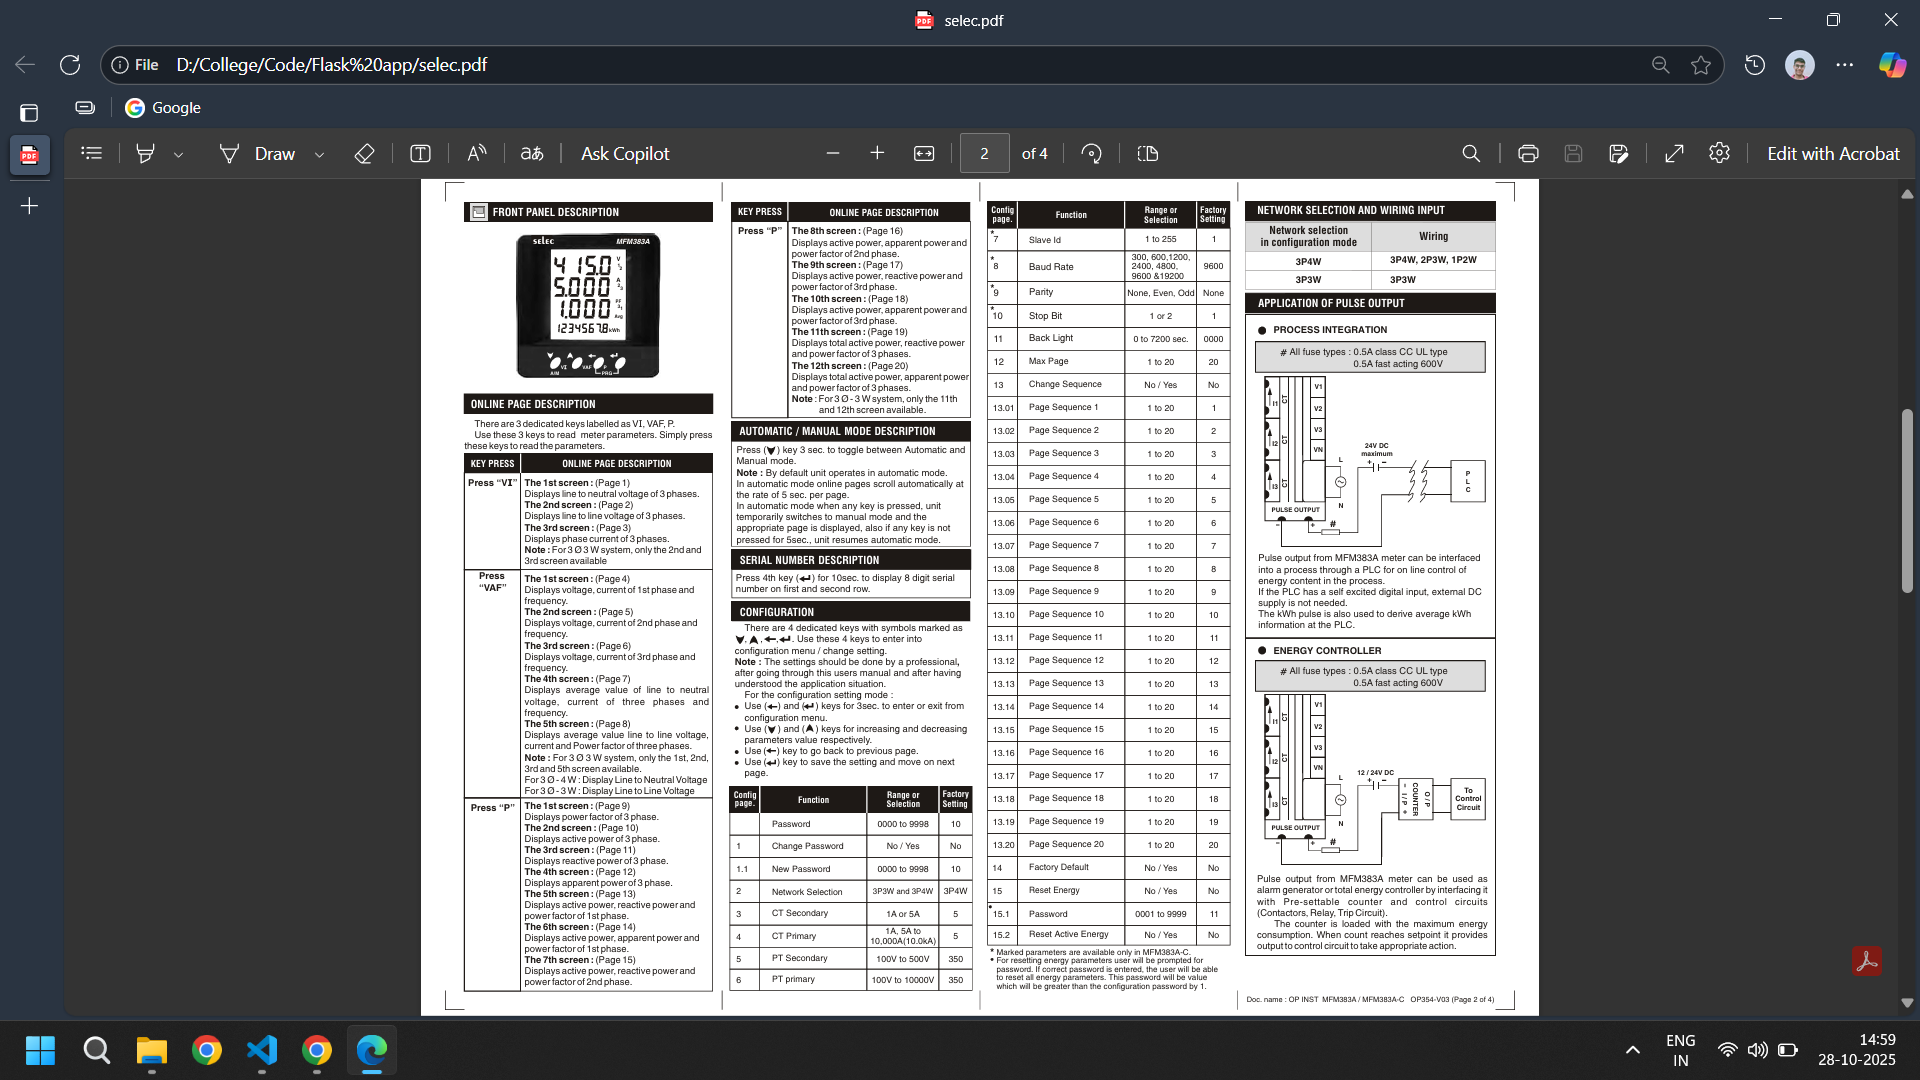 selec.pdf
File D:/College/Code/Flask%20app/selec.pdf
Google
Draw
aあ
Ask Copilot
2 of 4
Edit with Acrobat
FRONT PANEL DESCRIPTION
selec MFM383A
415.0
5.000
1.000
12345678 kWh
ONLINE PAGE DESCRIPTION
There are 3 dedicated keys labelled as VI, VAF, P.
Use these 3 keys to read meter parameters. Simply press
these keys to read the parameters.
KEY PRESS ONLINE PAGE DESCRIPTION
Press “VI” The 1st screen : (Page 1)
Displays line to neutral voltage of 3 phases.
The 2nd screen : (Page 2)
Displays line to line voltage of 3 phases.
The 3rd screen : (Page 3)
Displays phase current of 3 phases.
Note : For 3 Ø 3 W system, only the 2nd and
3rd screen available
Press “VAF” The 1st screen : (Page 4)
Displays voltage, current of 1st phase and
frequency.
The 2nd screen : (Page 5)
Displays voltage, current of 2nd phase and
frequency.
The 3rd screen : (Page 6)
Displays voltage, current of 3rd phase and
frequency.
The 4th screen : (Page 7)
Displays average value of line to neutral
voltage, current of three phases and
frequency.
The 5th screen : (Page 8)
Displays average value line to line voltage,
current and Power factor of three phases.
Note : For 3 Ø 3 W system, only the 1st, 2nd,
3rd and 5th screen available.
For 3 Ø - 4 W : Display Line to Neutral Voltage
For 3 Ø - 3 W : Display Line to Line Voltage
Press “P” The 1st screen : (Page 9)
Displays power factor of 3 phase.
The 2nd screen : (Page 10)
Displays active power of 3 phase.
The 3rd screen : (Page 11)
Displays reactive power of 3 phase.
The 4th screen : (Page 12)
Displays apparent power of 3 phase.
The 5th screen : (Page 13)
Displays active power, reactive power and
power factor of 1st phase.
The 6th screen : (Page 14)
Displays active power, apparent power and
power factor of 1st phase.
The 7th screen : (Page 15)
Displays active power, reactive power and
power factor of 2nd phase.
KEY PRESS ONLINE PAGE DESCRIPTION
Press “P” The 8th screen : (Page 16)
Displays active power, apparent power and
power factor of 2nd phase.
The 9th screen : (Page 17)
Displays active power, reactive power and
power factor of 3rd phase.
The 10th screen : (Page 18)
Displays active power, apparent power and
power factor of 3rd phase.
The 11th screen : (Page 19)
Displays total active power, reactive power
and power factor of 3 phases.
The 12th screen : (Page 20)
Displays total active power, apparent power
and power factor of 3 phases.
Note : For 3 Ø - 3 W system, only the 11th
and 12th screen available.
AUTOMATIC / MANUAL MODE DESCRIPTION
Press (⮟) key 3 sec. to toggle between Automatic and
Manual mode.
Note : By default unit operates in automatic mode.
In automatic mode online pages scroll automatically at
the rate of 5 sec. per page.
In automatic mode when any key is pressed, unit
temporarily switches to manual mode and the
appropriate page is displayed, also if any key is not
pressed for 5sec., unit resumes automatic mode.
SERIAL NUMBER DESCRIPTION
Press 4th key (↵) for 10sec. to display 8 digit serial
number on first and second row.
CONFIGURATION
There are 4 dedicated keys with symbols marked as
⮟, ⮝, ←, ↵. Use these 4 keys to enter into
configuration menu / change setting.
Note : The settings should be done by a professional,
after going through this users manual and after having
understood the application situation.
For the configuration setting mode :
• Use (←) and (↵) keys for 3sec. to enter or exit from
configuration menu.
• Use (⮟) and (⮝) keys for increasing and decreasing
parameters value respectively.
• Use (←) key to go back to previous page.
• Use (↵) key to save the setting and move on next
page.
Config page. Function Range or Selection Factory Setting
Password 0000 to 9998 10
1 Change Password No / Yes No
1.1 New Password 0000 to 9998 10
2 Network Selection 3P3W and 3P4W 3P4W
3 CT Secondary 1A or 5A 5
4 CT Primary 1A, 5A to 10,000A(10.0kA) 5
5 PT Secondary 100V to 500V 350
6 PT primary 100V to 10000V 350
Config page. Function Range or Selection Factory Setting
*7 Slave Id 1 to 255 1
*8 Baud Rate 300, 600,1200, 2400, 4800, 9600 &19200 9600
*9 Parity None, Even, Odd None
*10 Stop Bit 1 or 2 1
11 Back Light 0 to 7200 sec. 0000
12 Max Page 1 to 20 20
13 Change Sequence No / Yes No
13.01 Page Sequence 1 1 to 20 1
13.02 Page Sequence 2 1 to 20 2
13.03 Page Sequence 3 1 to 20 3
13.04 Page Sequence 4 1 to 20 4
13.05 Page Sequence 5 1 to 20 5
13.06 Page Sequence 6 1 to 20 6
13.07 Page Sequence 7 1 to 20 7
13.08 Page Sequence 8 1 to 20 8
13.09 Page Sequence 9 1 to 20 9
13.10 Page Sequence 10 1 to 20 10
13.11 Page Sequence 11 1 to 20 11
13.12 Page Sequence 12 1 to 20 12
13.13 Page Sequence 13 1 to 20 13
13.14 Page Sequence 14 1 to 20 14
13.15 Page Sequence 15 1 to 20 15
13.16 Page Sequence 16 1 to 20 16
13.17 Page Sequence 17 1 to 20 17
13.18 Page Sequence 18 1 to 20 18
13.19 Page Sequence 19 1 to 20 19
13.20 Page Sequence 20 1 to 20 20
14 Factory Default No / Yes No
15 Reset Energy No / Yes No
•15.1 Password 0001 to 9999 11
15.2 Reset Active Energy No / Yes No
* Marked parameters are available only in MFM383A-C.
• For resetting energy parameters user will be prompted for
password. If correct password is entered, the user will be able
to reset all energy parameters. This password will be value
which will be greater than the configuration password by 1.
NETWORK SELECTION AND WIRING INPUT
Network selection in configuration mode Wiring
3P4W 3P4W, 2P3W, 1P2W
3P3W 3P3W
APPLICATION OF PULSE OUTPUT
● PROCESS INTEGRATION
# All fuse types : 0.5A class CC UL type
0.5A fast acting 600V
V1
V2
V3
VN
I1
I2
I3
CT
CT
CT
L
N
24V DC
maximum
+ −
PLC
PULSE OUTPUT
− + #
Pulse output from MFM383A meter can be interfaced
into a process through a PLC for on line control of
energy content in the process.
If the PLC has a self excited digital input, external DC
supply is not needed.
The kWh pulse is also used to derive average kWh
information at the PLC.
● ENERGY CONTROLLER
# All fuse types : 0.5A class CC UL type
0.5A fast acting 600V
V1
V2
V3
VN
I1
I2
I3
CT
CT
CT
L
N
12 / 24V DC
+ −
− I/P +
COUNTER
O/P
To
Control
Circuit
PULSE OUTPUT
− + #
Pulse output from MFM383A meter can be used as
alarm generator or total energy controller by interfacing it
with Pre-settable counter and control circuits
(Contactors, Relay, Trip Circuit).
The counter is loaded with the maximum energy
consumption. When count reaches setpoint it provides
output to control circuit to take appropriate action.
Doc. name : OP INST MFM383A / MFM383A-C OP354-V03 (Page 2 of 4)
ENG
IN
14:59
28-10-2025